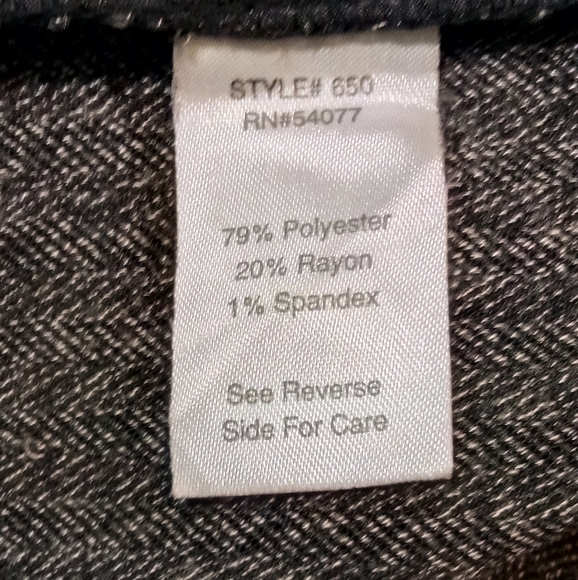 STYLE# 650
RN#54077
79% Polyester
20% Rayon
1% Spandex
See Reverse
Side For Care